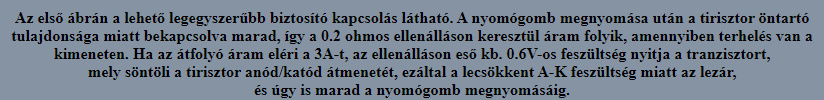 Az első ábrán a lehető legegyszerűbb biztosító kapcsolás látható. A nyomógomb megnyomása után a tirisztor öntartó
tulajdonsága miatt bekapcsolva marad, így a 0.2 ohmos ellenálláson keresztül áram folyik, amennyiben terhelés van a
kimeneten. Ha az átfolyó áram eléri a 3A-t, az ellenálláson eső kb. 0.6V-os feszültség nyitja a tranzisztort,
mely söntöli a tirisztor anód/katód átmenetét, ezáltal a lecsökkent A-K feszültség miatt az lezár,
és úgy is marad a nyomógomb megnyomásáig.